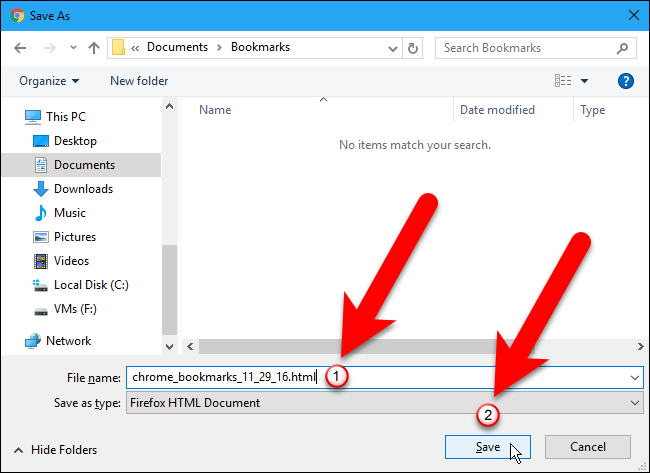 Save As
« Documents › Bookmarks
Search Bookmarks
Organize
New folder
?
This PC
Desktop
Documents
Downloads
Music
Pictures
Videos
Local Disk (C:)
VMs (F:)
Network
Name
Date modified
Type
No items match your search.
File name: chrome_bookmarks_11_29_16.html
1
Save as type: Firefox HTML Document
2
Hide Folders
Save
Cancel